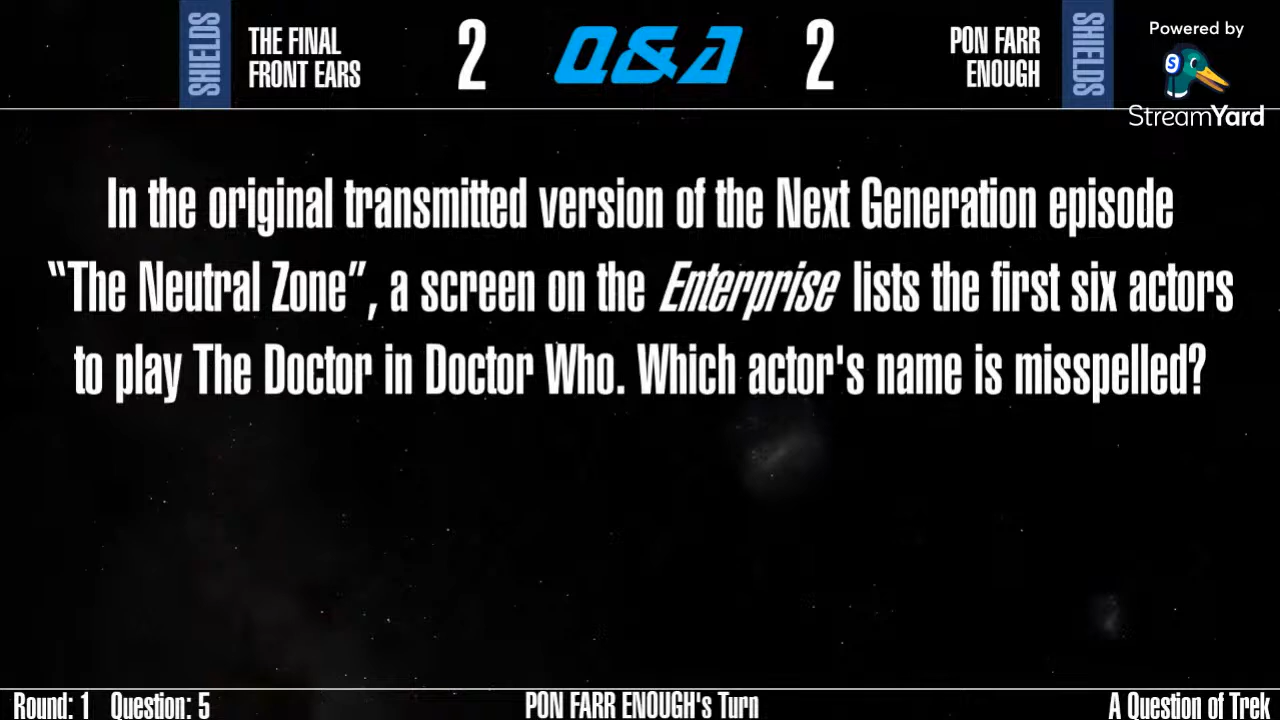 SHIELDS
THE FINAL
FRONT EARS
2
Q&A
2
PON FARR
ENOUGH
SHIELDS
Powered by
S
StreamYard
In the original transmitted version of the Next Generation episode
“The Neutral Zone”, a screen on the Enterprise lists the first six actors
to play The Doctor in Doctor Who. Which actor's name is misspelled?
Round: 1 Question: 5
PON FARR ENOUGH's Turn
A Question of Trek